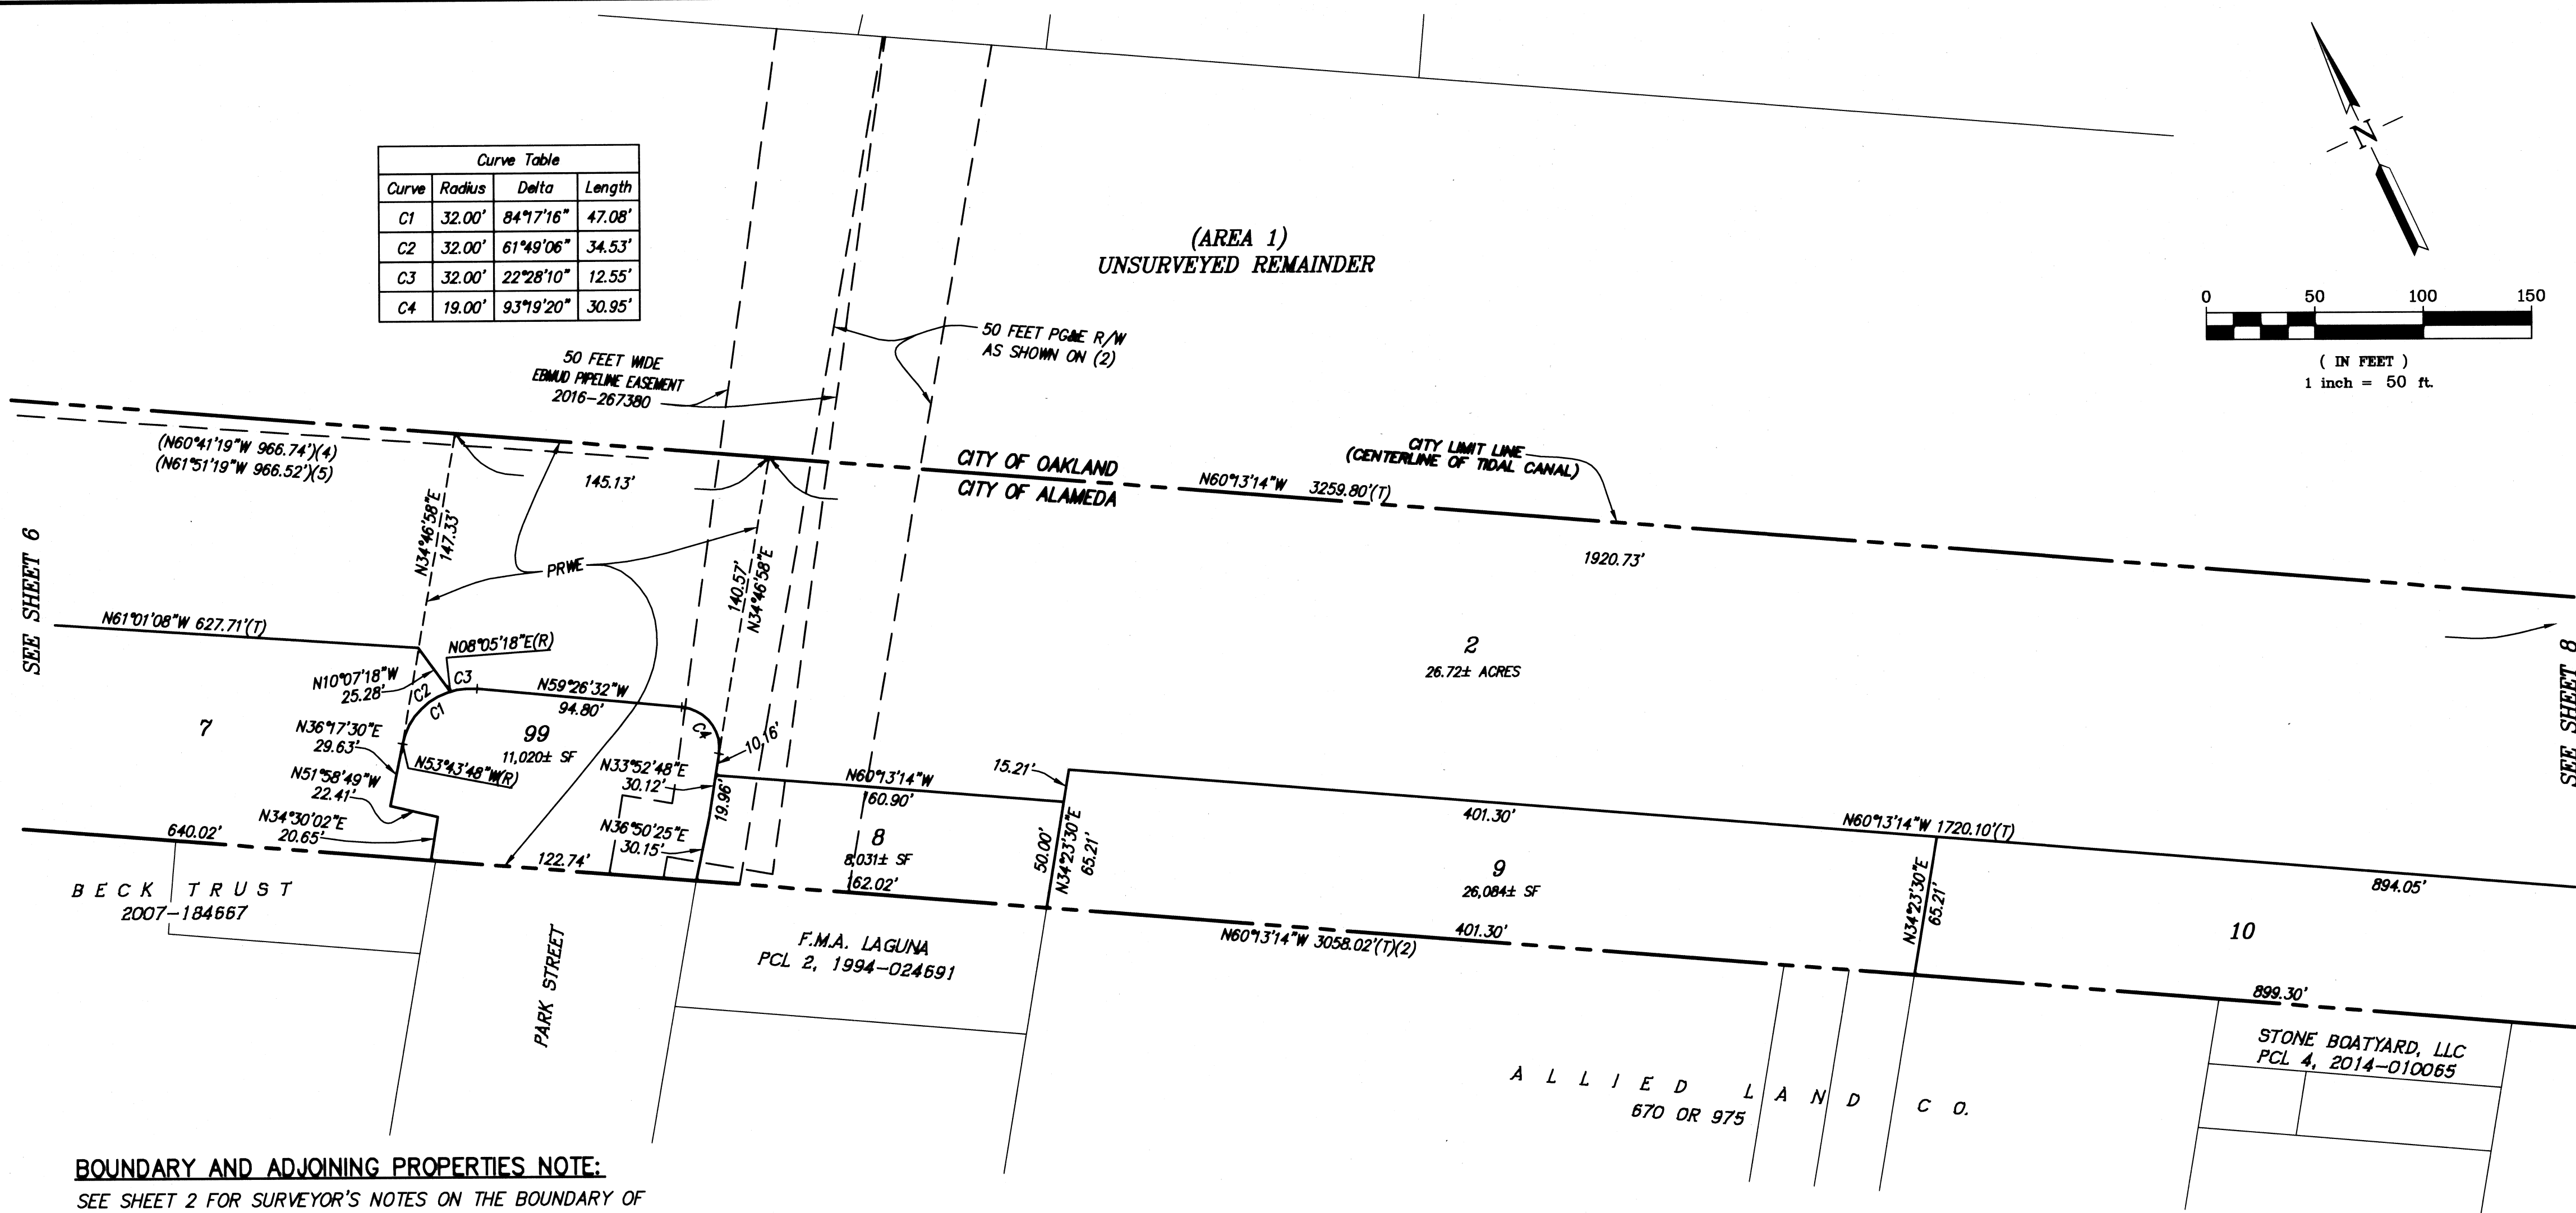 Curve Table
Curve Radius Delta Length
C1 32.00' 84°17'16" 47.08'
C2 32.00' 61°49'06" 34.53'
C3 32.00' 22°28'10" 12.55'
C4 19.00' 93°19'20" 30.95'
(AREA 1)
UNSURVEYED REMAINDER
N
0 50 100 150
( IN FEET )
1 inch = 50 ft.
50 FEET PG&E R/W
AS SHOWN ON (2)
50 FEET WIDE
EBMUD PIPELINE EASEMENT
2016-267380
(N60°41'19"W 966.74')(4)
(N61°51'19"W 966.52')(5)
145.13'
CITY OF OAKLAND
CITY OF ALAMEDA
CITY LIMIT LINE
(CENTERLINE OF TIDAL CANAL)
N60°13'14"W 3259.80'(T)
1920.73'
SEE SHEET 6
N34°46'58"E
147.33'
PRWE
140.57'
N34°46'58"E
2
26.72± ACRES
SEE SHEET 8
N61°01'08"W 627.71'(T)
N08°05'18"E(R)
N10°07'18"W
25.28'
C2
C3
C1
N59°26'32"W
94.80'
C4
10.16'
7
99
11,020± SF
N36°17'30"E
29.63'
N53°43'48"W(R)
N51°58'49"W
22.41'
N34°30'02"E
20.65'
N33°52'48"E
30.12'
19.96'
N36°50'25"E
30.15'
640.02'
122.74'
N60°13'14"W
160.90'
8
8,031± SF
162.02'
15.21'
50.00'
N34°23'30"E
65.21'
401.30'
9
26,084± SF
401.30'
N60°13'14"W 3058.02'(T)(2)
N60°13'14"W 1720.10'(T)
N34°23'30"E
65.21'
894.05'
10
899.30'
BECK TRUST
2007-184667
PARK STREET
F.M.A. LAGUNA
PCL 2, 1994-024691
ALLIED LAND CO.
670 OR 975
STONE BOATYARD, LLC
PCL 4, 2014-010065
BOUNDARY AND ADJOINING PROPERTIES NOTE:
SEE SHEET 2 FOR SURVEYOR'S NOTES ON THE BOUNDARY OF